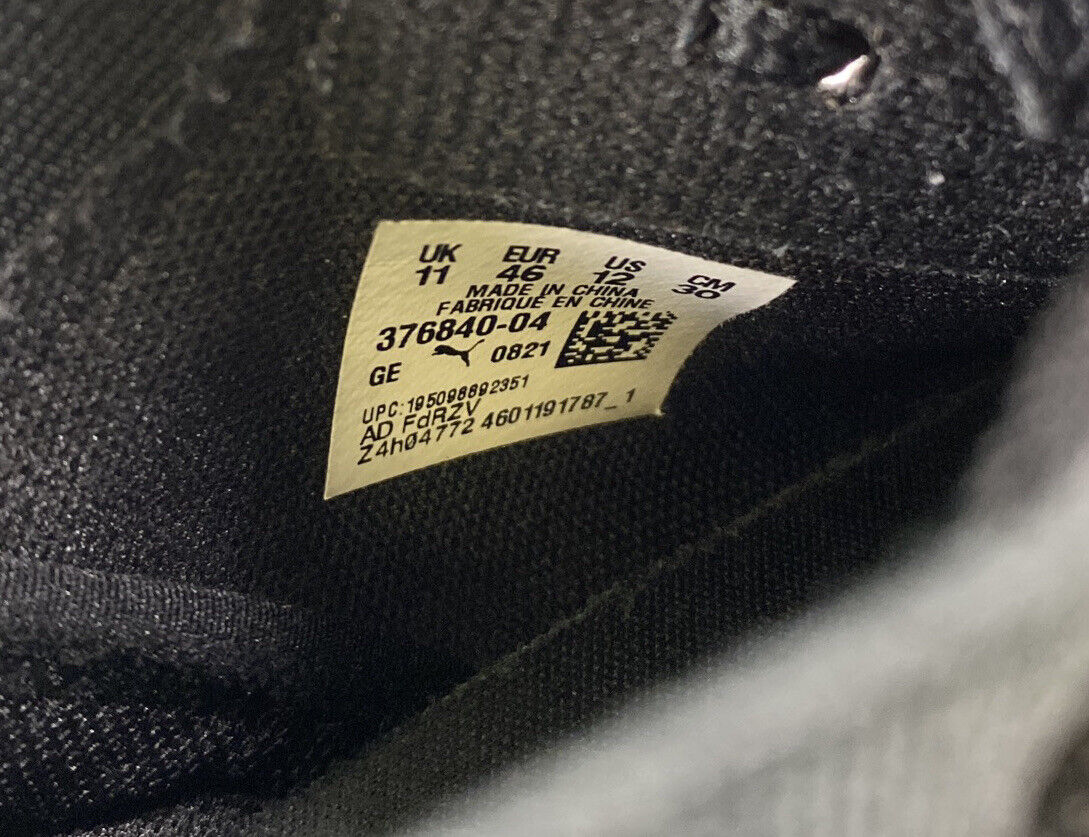 UK EUR US CM
11 46 12 30
MADE IN CHINA
FABRIQUÉ EN CHINE
376840-04
GE 0821
UPC:195098892351
AD FdRZV
Z4h04772 4601191787_1